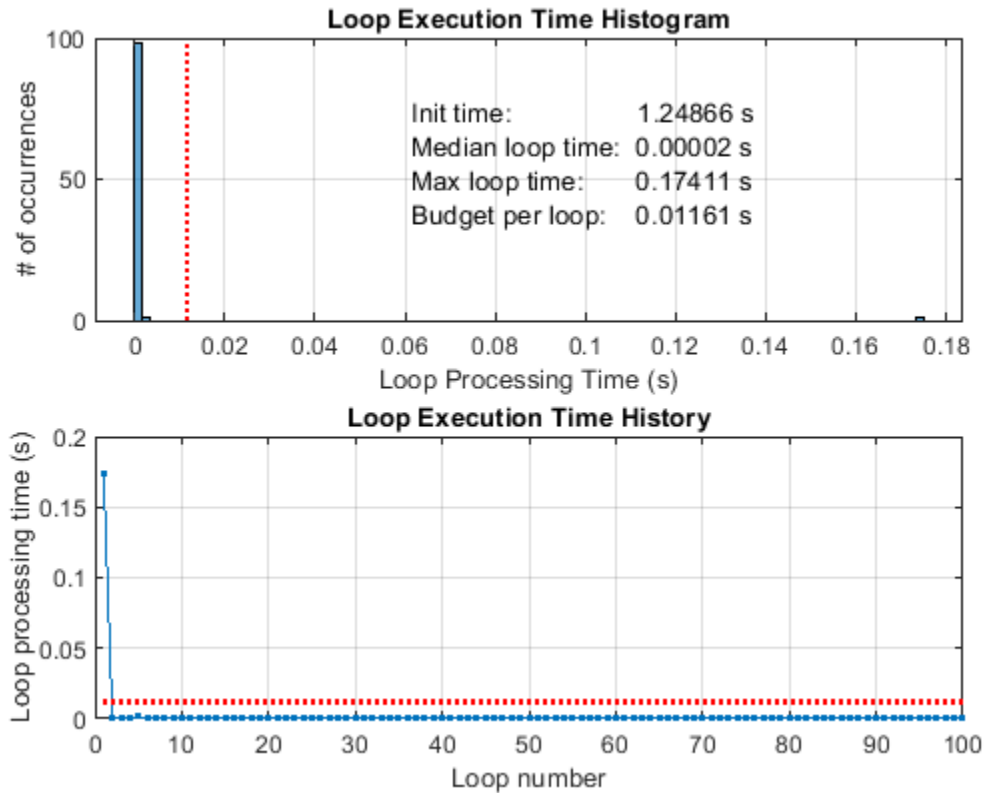 Loop Execution Time Histogram
# of occurrences
100
50
0
Init time: 1.24866 s
Median loop time: 0.00002 s
Max loop time: 0.17411 s
Budget per loop: 0.01161 s
0 0.02 0.04 0.06 0.08 0.1 0.12 0.14 0.16 0.18
Loop Processing Time (s)
Loop Execution Time History
Loop processing time (s)
0.2
0.15
0.1
0.05
0
0 10 20 30 40 50 60 70 80 90 100
Loop number